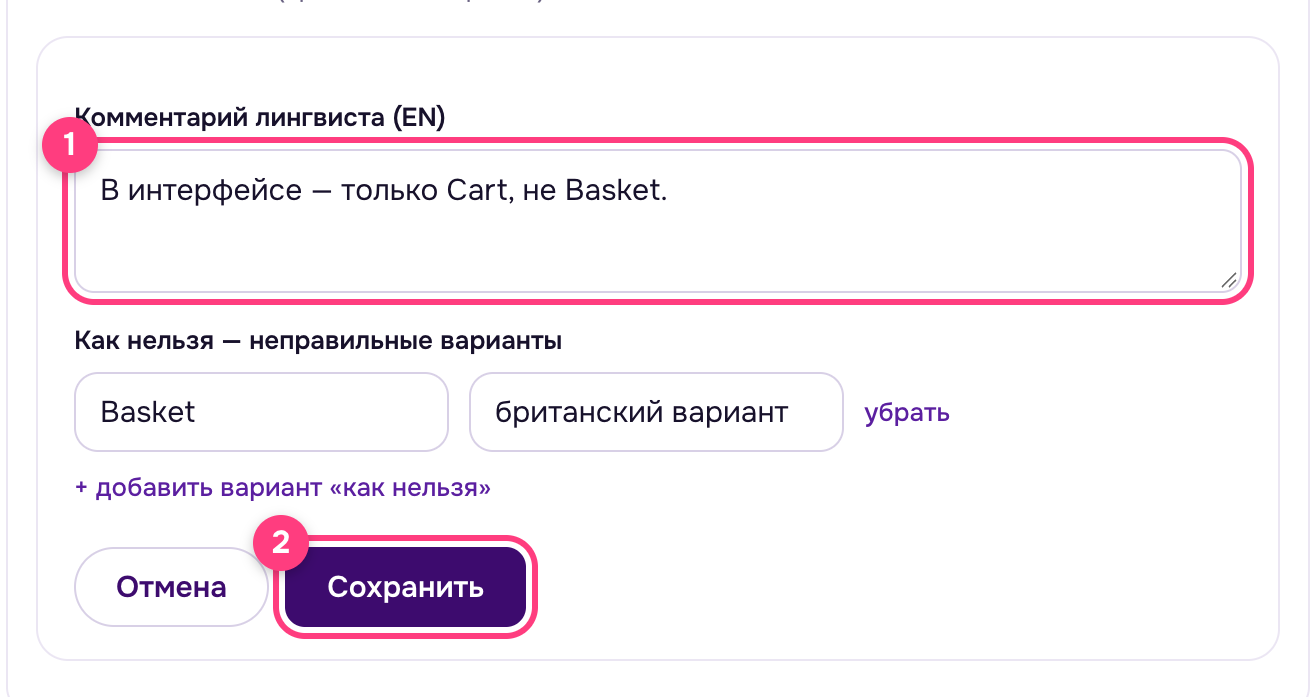 Комментарий лингвиста (EN)
1
В интерфейсе — только Cart, не Basket.
Как нельзя — неправильные варианты
Basket британский вариант убрать
+ добавить вариант «как нельзя»
2
Отмена Сохранить